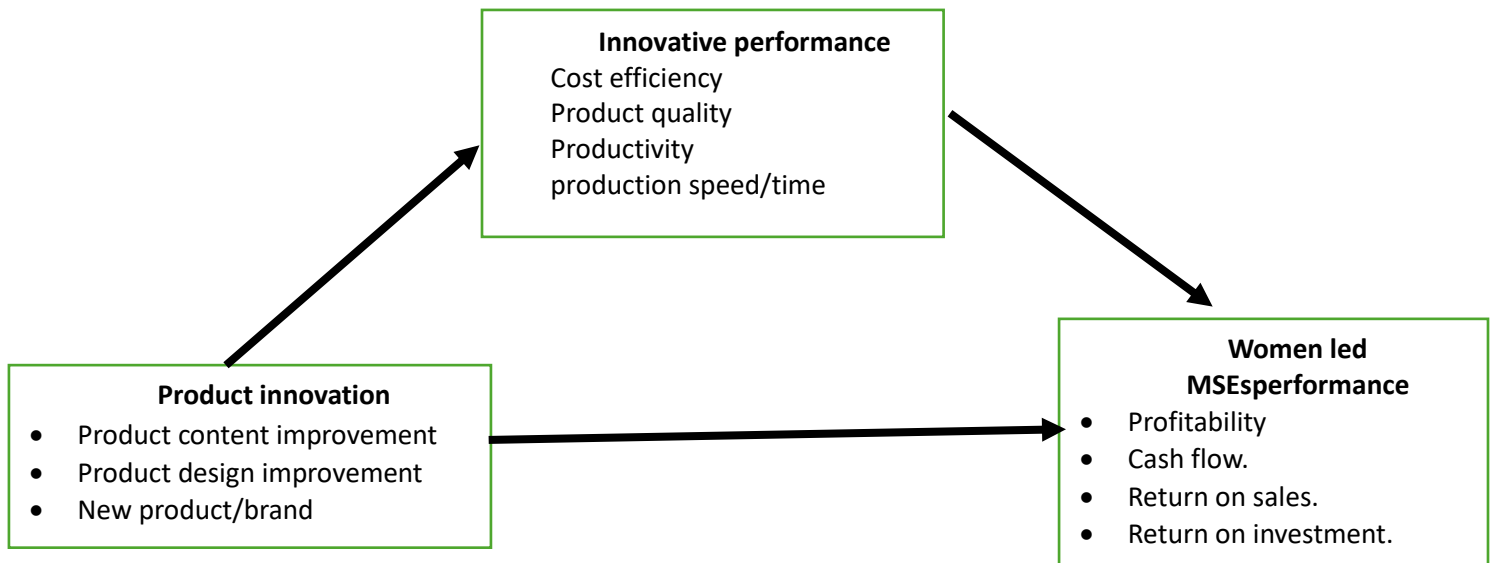 Innovative performance
Cost efficiency
Product quality
Productivity
production speed/time
Product innovation
• Product content improvement
• Product design improvement
• New product/brand
Women led
MSEsperformance
• Profitability
• Cash flow.
• Return on sales.
• Return on investment.